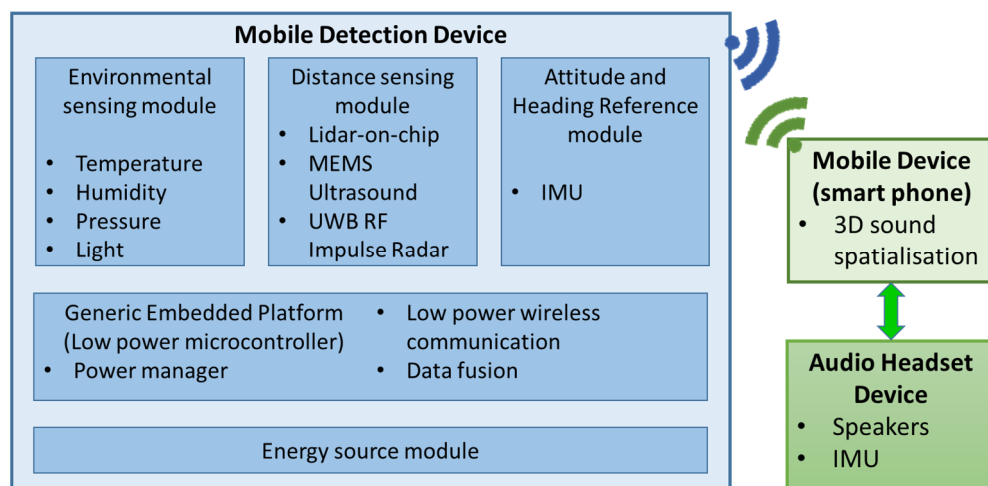 Mobile Detection Device
Environmental
sensing module
• Temperature
• Humidity
• Pressure
• Light
Distance sensing
module
• Lidar-on-chip
• MEMS
Ultrasound
• UWB RF
Impulse Radar
Attitude and
Heading Reference
module
• IMU
Generic Embedded Platform
(Low power microcontroller)
• Power manager
• Low power wireless
communication
• Data fusion
Energy source module
Mobile Device
(smart phone)
• 3D sound
spatialisation
Audio Headset
Device
• Speakers
• IMU